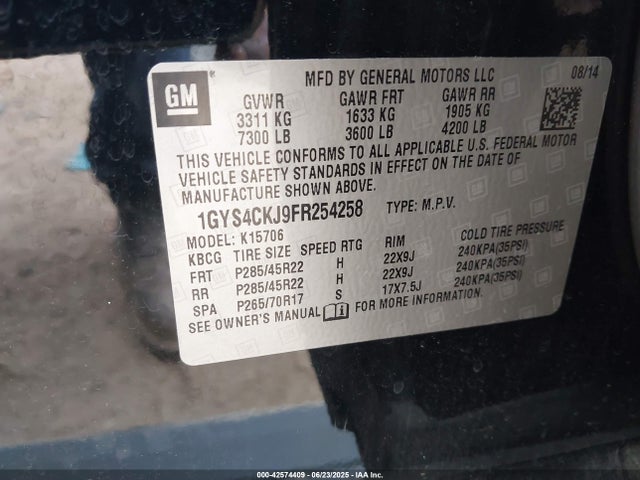 GM
MFD BY GENERAL MOTORS LLC 08/14
GVWR GAWR FRT GAWR RR
3311 KG 1633 KG 1905 KG
7300 LB 3600 LB 4200 LB
THIS VEHICLE CONFORMS TO ALL APPLICABLE U.S. FEDERAL MOTOR
VEHICLE SAFETY STANDARDS IN EFFECT ON THE DATE OF
MANUFACTURE SHOWN ABOVE.
1GYS4CKJ9FR254258 TYPE: M.P.V.
MODEL: K15706
KBCG TIRE SIZE SPEED RTG RIM COLD TIRE PRESSURE
FRT P285/45R22 H 22X9J 240KPA(35PSI)
RR P285/45R22 H 22X9J 240KPA(35PSI)
SPA P265/70R17 S 17X7.5J 240KPA(35PSI)
SEE OWNER'S MANUAL FOR MORE INFORMATION.
000-42574409 - 06/23/2025 - IAA Inc.